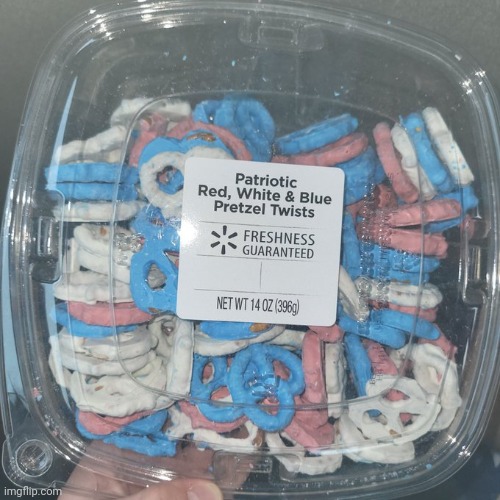 Patriotic
Red, White & Blue
Pretzel Twists
FRESHNESS
GUARANTEED
NET WT 14 OZ (396g)
imgflip.com